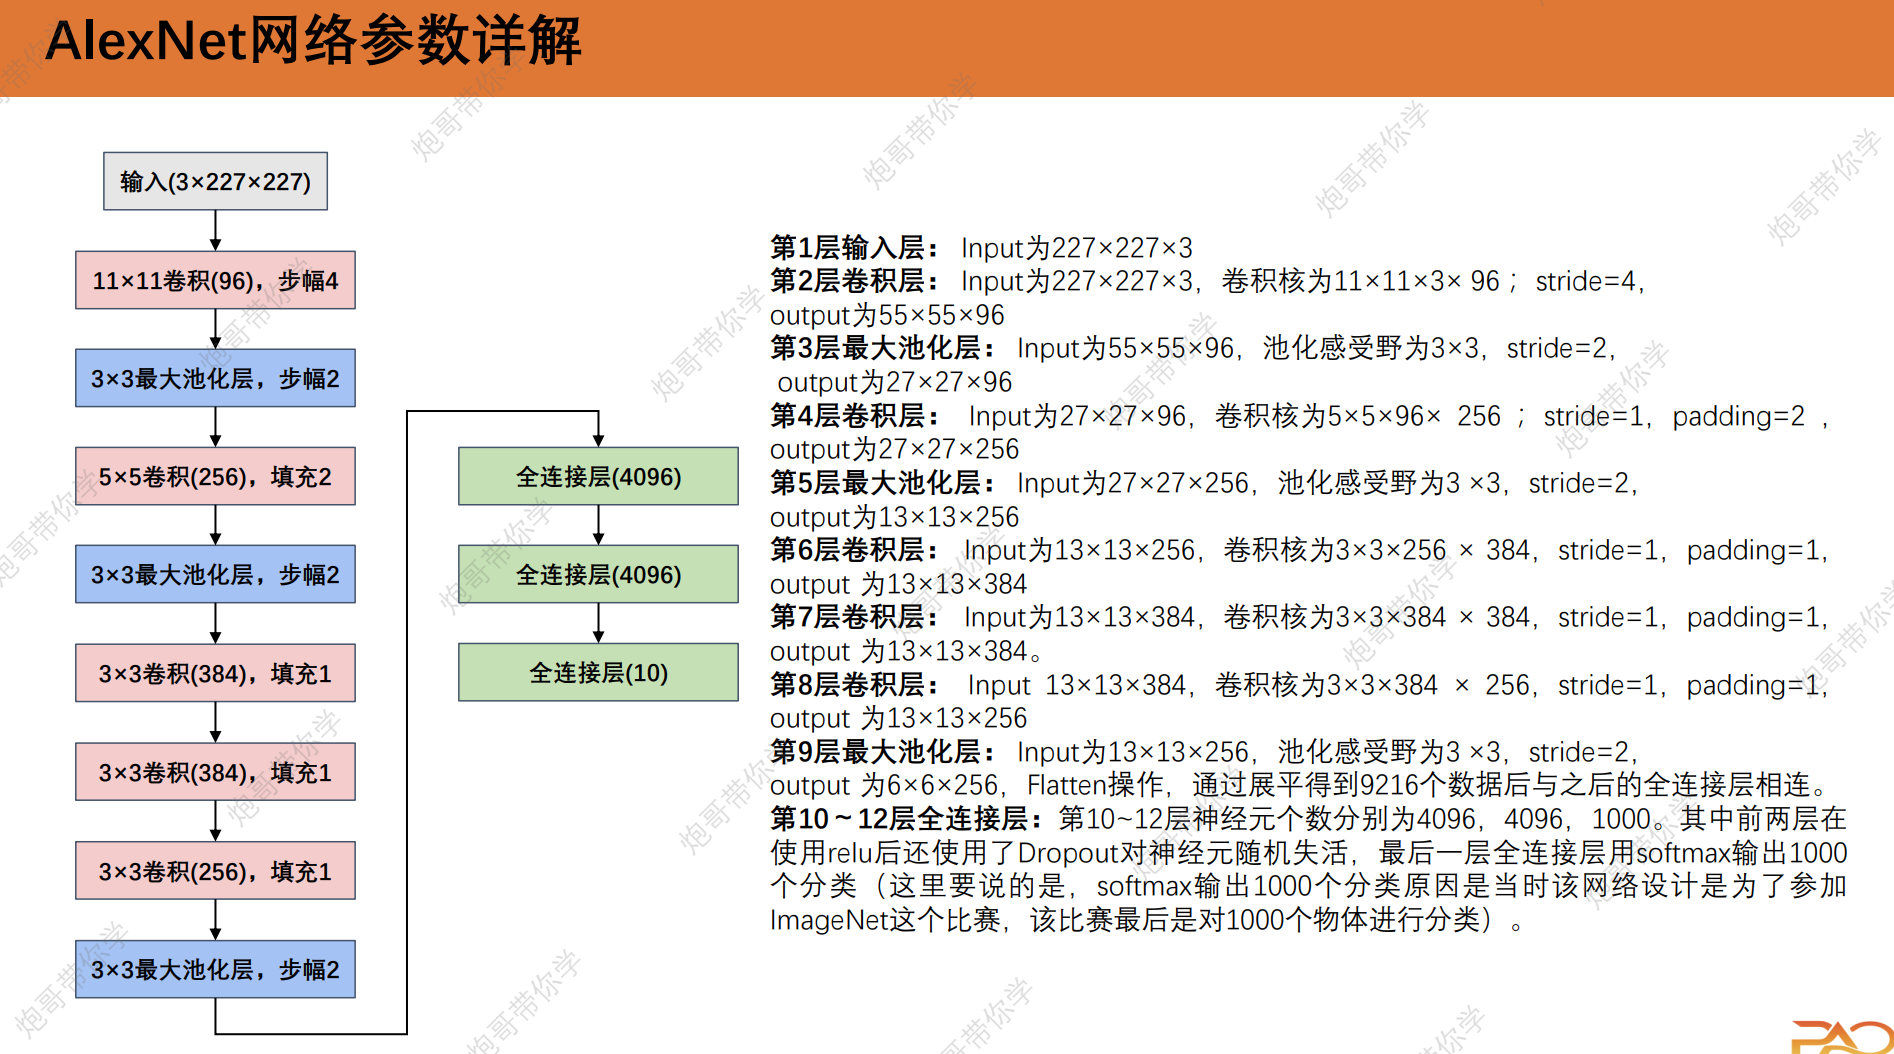 AlexNet网络参数详解
输入(3×227×227)
11×11卷积(96)，步幅4
3×3最大池化层，步幅2
5×5卷积(256)，填充2
3×3最大池化层，步幅2
3×3卷积(384)，填充1
3×3卷积(384)，填充1
3×3卷积(256)，填充1
3×3最大池化层，步幅2
全连接层(4096)
全连接层(4096)
全连接层(10)
第1层输入层： Input为227×227×3
第2层卷积层： Input为227×227×3，卷积核为11×11×3× 96 ；stride=4，
output为55×55×96
第3层最大池化层： Input为55×55×96，池化感受野为3×3，stride=2，
output为27×27×96
第4层卷积层： Input为27×27×96，卷积核为5×5×96× 256 ；stride=1，padding=2 ，
output为27×27×256
第5层最大池化层： Input为27×27×256，池化感受野为3 ×3，stride=2，
output为13×13×256
第6层卷积层： Input为13×13×256，卷积核为3×3×256 × 384，stride=1，padding=1，
output 为13×13×384
第7层卷积层： Input为13×13×384，卷积核为3×3×384 × 384，stride=1，padding=1，
output 为13×13×384。
第8层卷积层： Input 13×13×384，卷积核为3×3×384 × 256，stride=1，padding=1，
output 为13×13×256
第9层最大池化层： Input为13×13×256，池化感受野为3 ×3，stride=2，
output 为6×6×256，Flatten操作，通过展平得到9216个数据后与之后的全连接层相连。
第10～12层全连接层：第10~12层神经元个数分别为4096，4096，1000。其中前两层在
使用relu后还使用了Dropout对神经元随机失活，最后一层全连接层用softmax输出1000
个分类（这里要说的是，softmax输出1000个分类原因是当时该网络设计是为了参加
ImageNet这个比赛，该比赛最后是对1000个物体进行分类）。
炮哥带你学
PAO